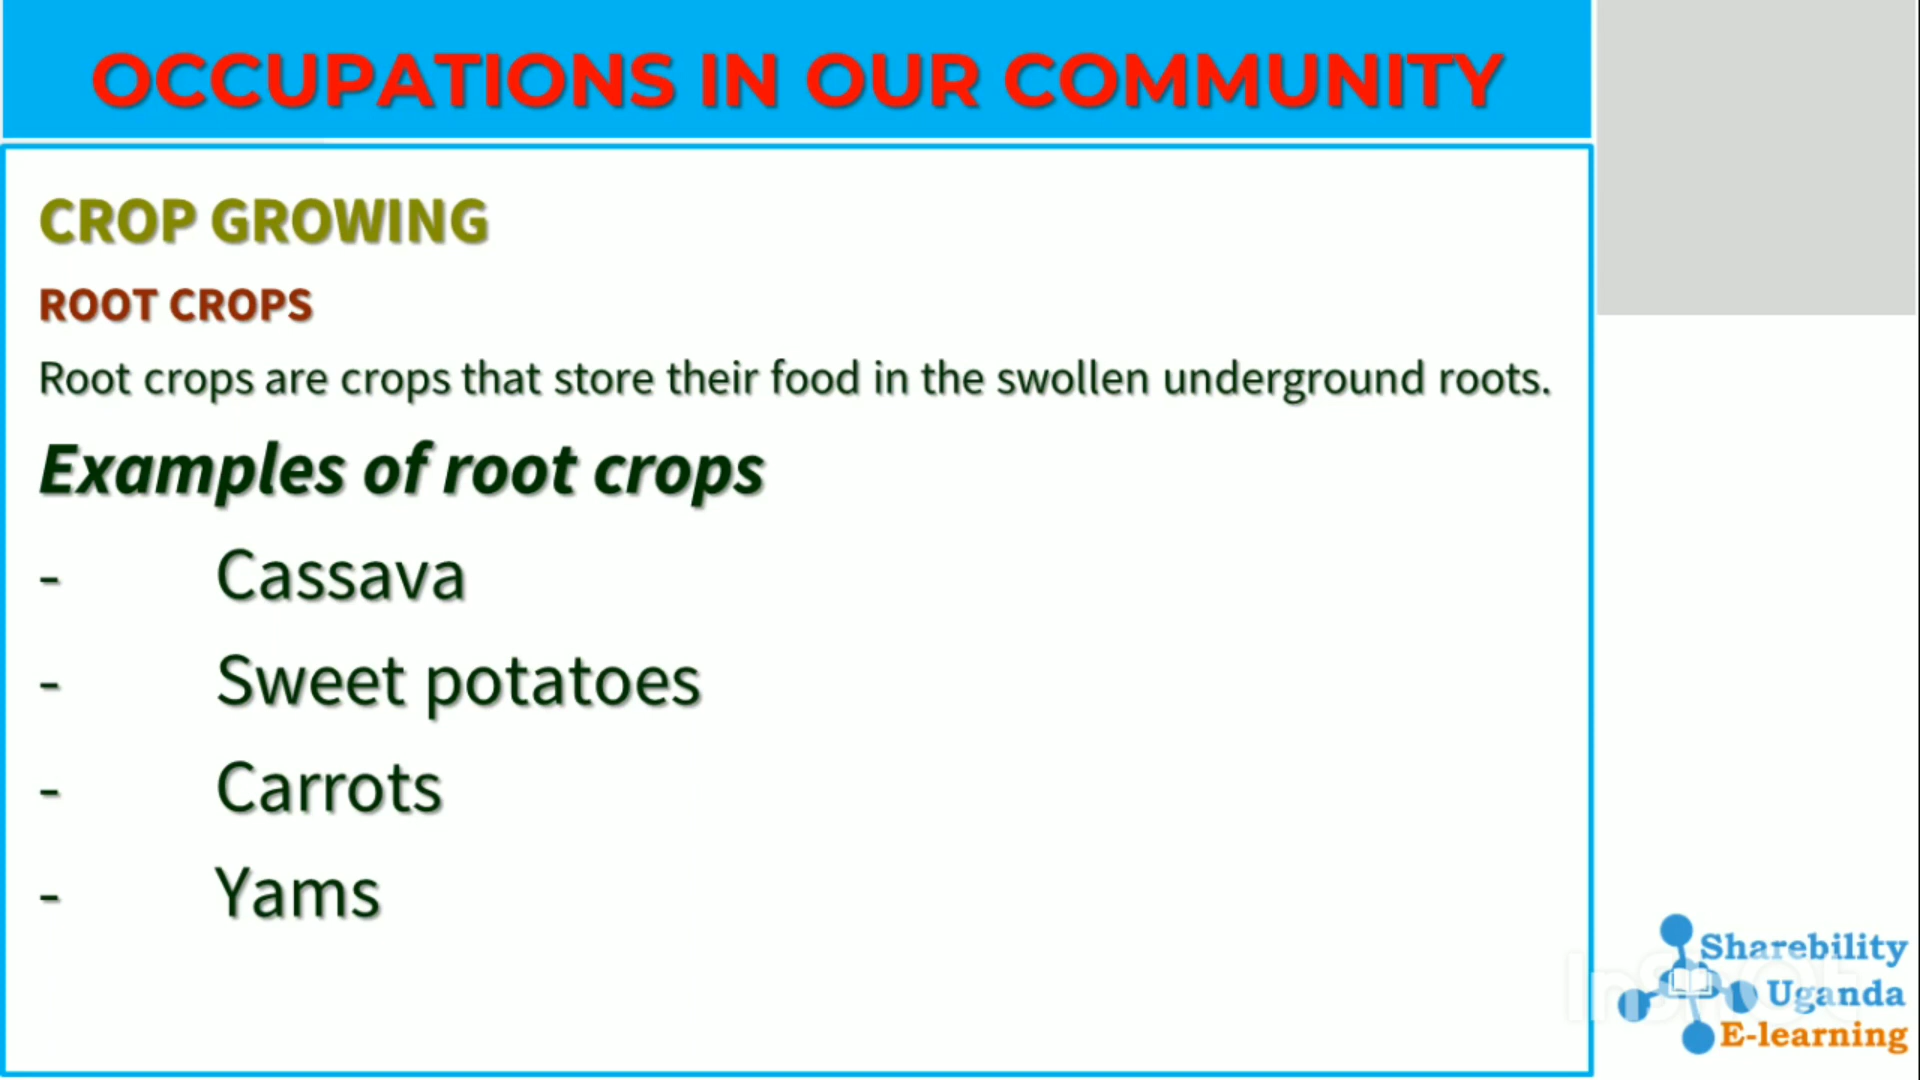 OCCUPATIONS IN OUR COMMUNITY
CROP GROWING
ROOT CROPS
Root crops are crops that store their food in the swollen underground roots.
Examples of root crops
- Cassava
- Sweet potatoes
- Carrots
- Yams
Sharebility
Uganda
E-learning
InShOt